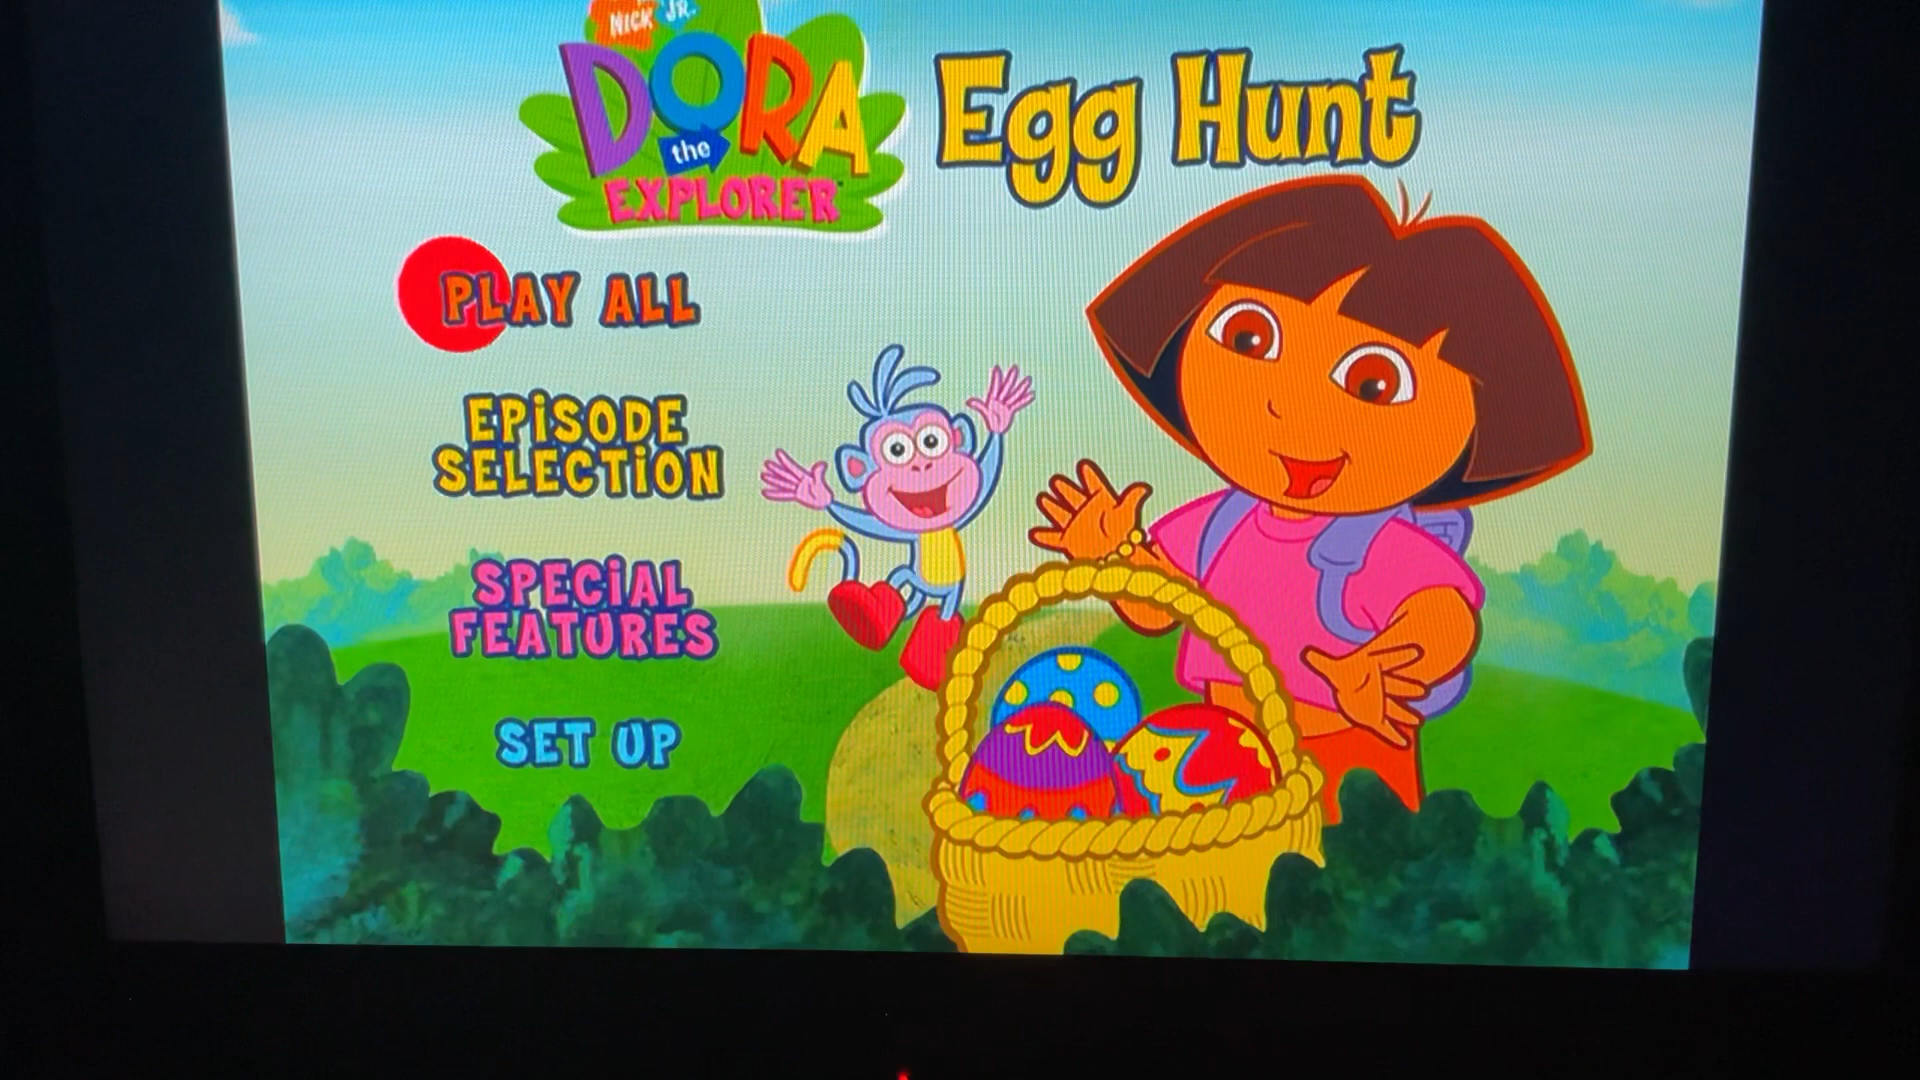 NICK JR.
DORA
the
EXPLORER
Egg Hunt
PLAY ALL
EPiSODE
SELECTiON
SPECiAL
FEATURES
SET UP